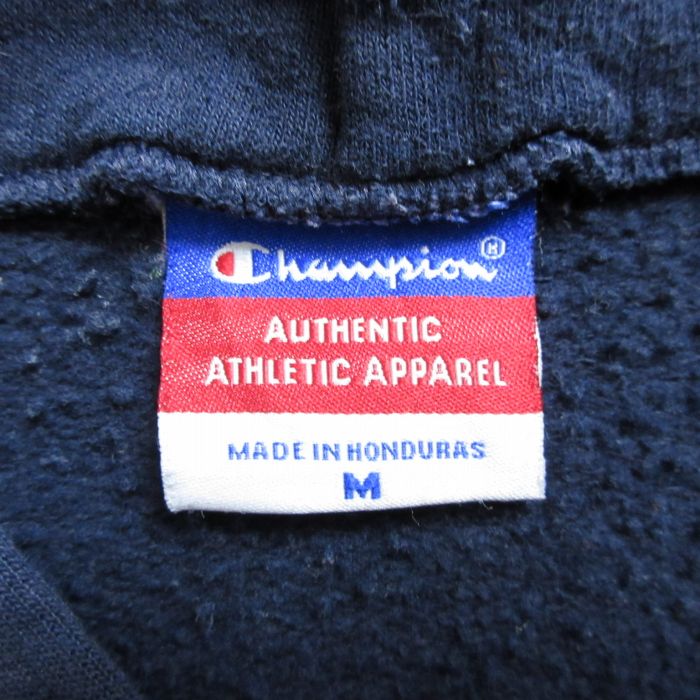 Champion®
AUTHENTIC
ATHLETIC APPAREL
MADE IN HONDURAS
M